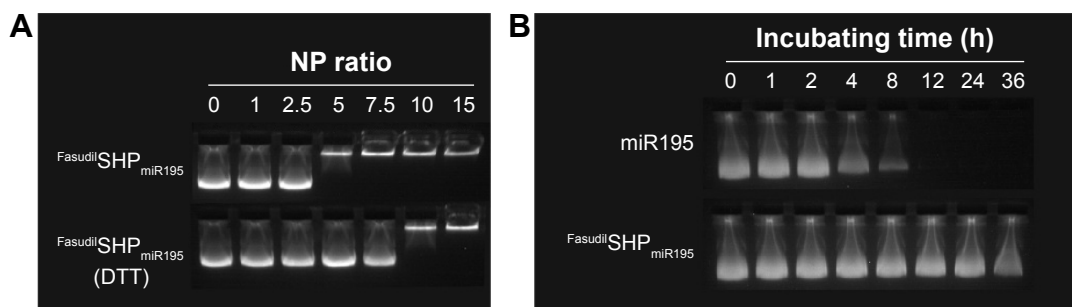 A
NP ratio
0 1 2.5 5 7.5 10 15
FasudilSHPmiR195
FasudilSHPmiR195
(DTT)
B
Incubating time (h)
0 1 2 4 8 12 24 36
miR195
FasudilSHPmiR195